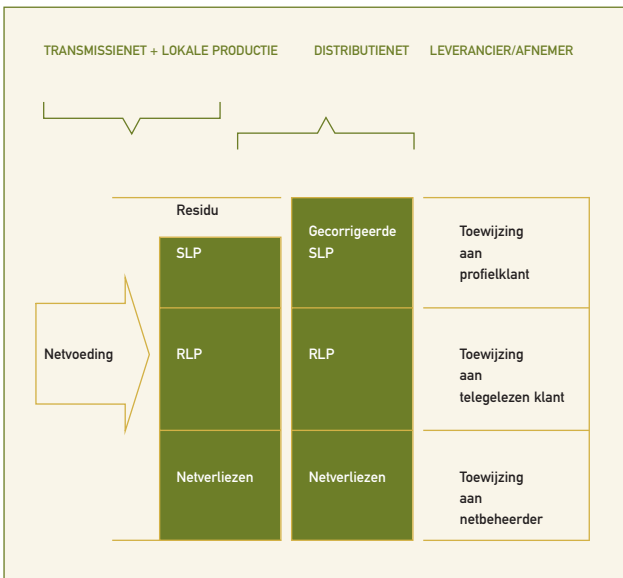 TRANSMISSIENET + LOKALE PRODUCTIE
DISTRIBUTIENET
LEVERANCIER/AFNEMER
Residu
SLP
Gecorrigeerde
SLP
Toewijzing
aan
profielklant
Netvoeding
RLP
RLP
Toewijzing
aan
telegelezen klant
Netverliezen
Netverliezen
Toewijzing
aan
netbeheerder